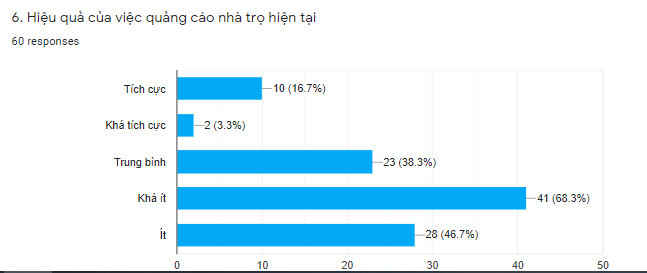 6. Hiệu quả của việc quảng cáo nhà trọ hiện tại
60 responses
Tích cực
10 (16.7%)
Khá tích cực
2 (3.3%)
Trung bình
23 (38.3%)
Khá ít
41 (68.3%)
Ít
28 (46.7%)
0 10 20 30 40 50